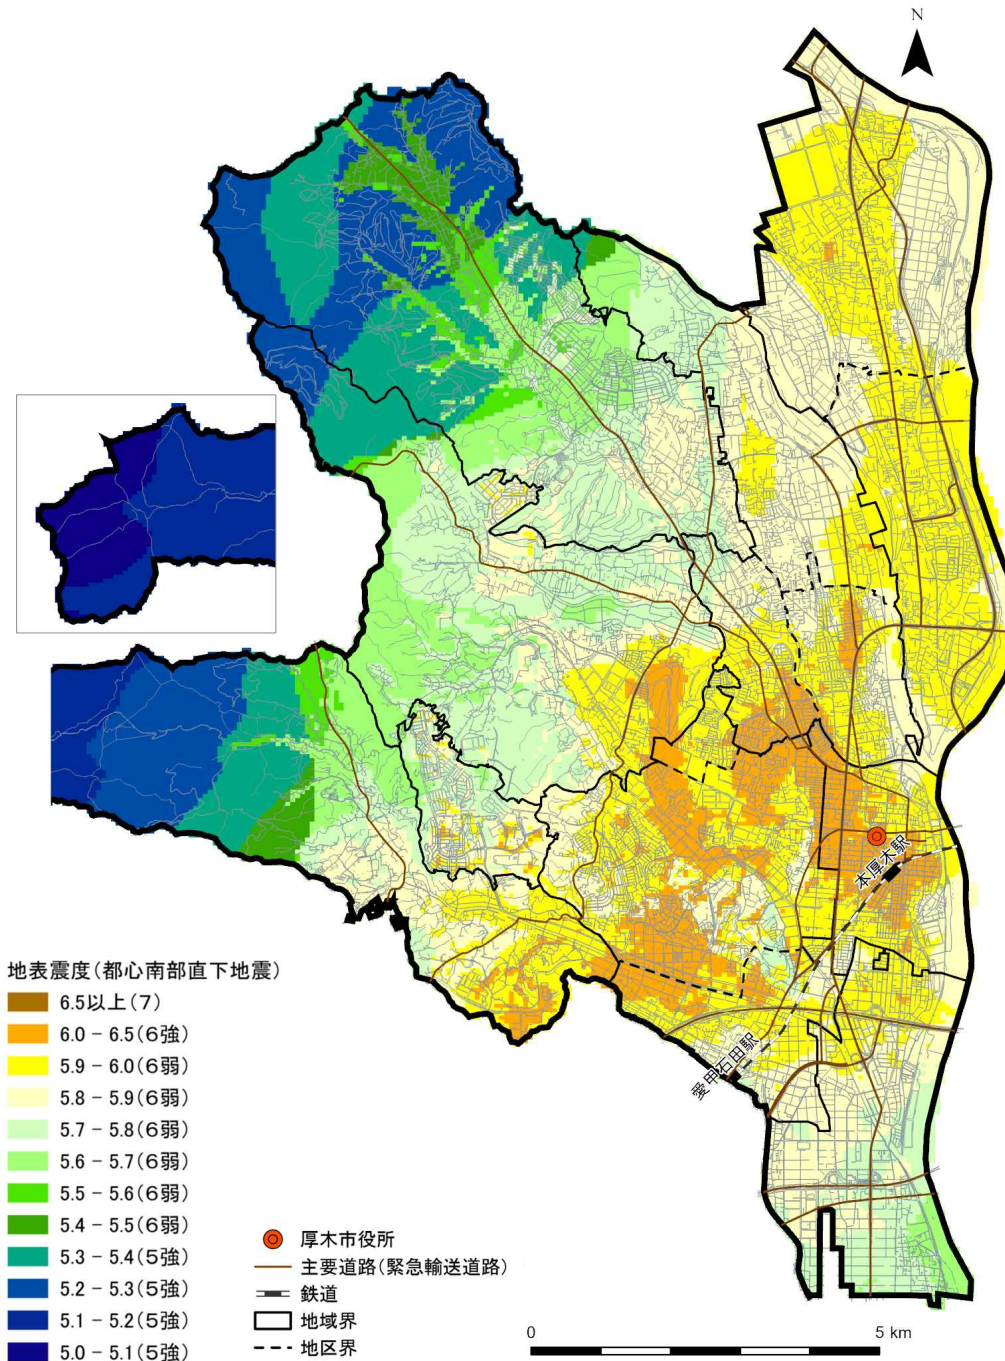 N
本厚木駅
愛甲石田駅
地表震度(都心南部直下地震)
6.5以上(7)
6.0 - 6.5(6強)
5.9 - 6.0(6弱)
5.8 - 5.9(6弱)
5.7 - 5.8(6弱)
5.6 - 5.7(6弱)
5.5 - 5.6(6弱)
5.4 - 5.5(6弱)
5.3 - 5.4(5強)
5.2 - 5.3(5強)
5.1 - 5.2(5強)
5.0 - 5.1(5強)
厚木市役所
主要道路(緊急輸送道路)
鉄道
地域界
地区界
0 5 km